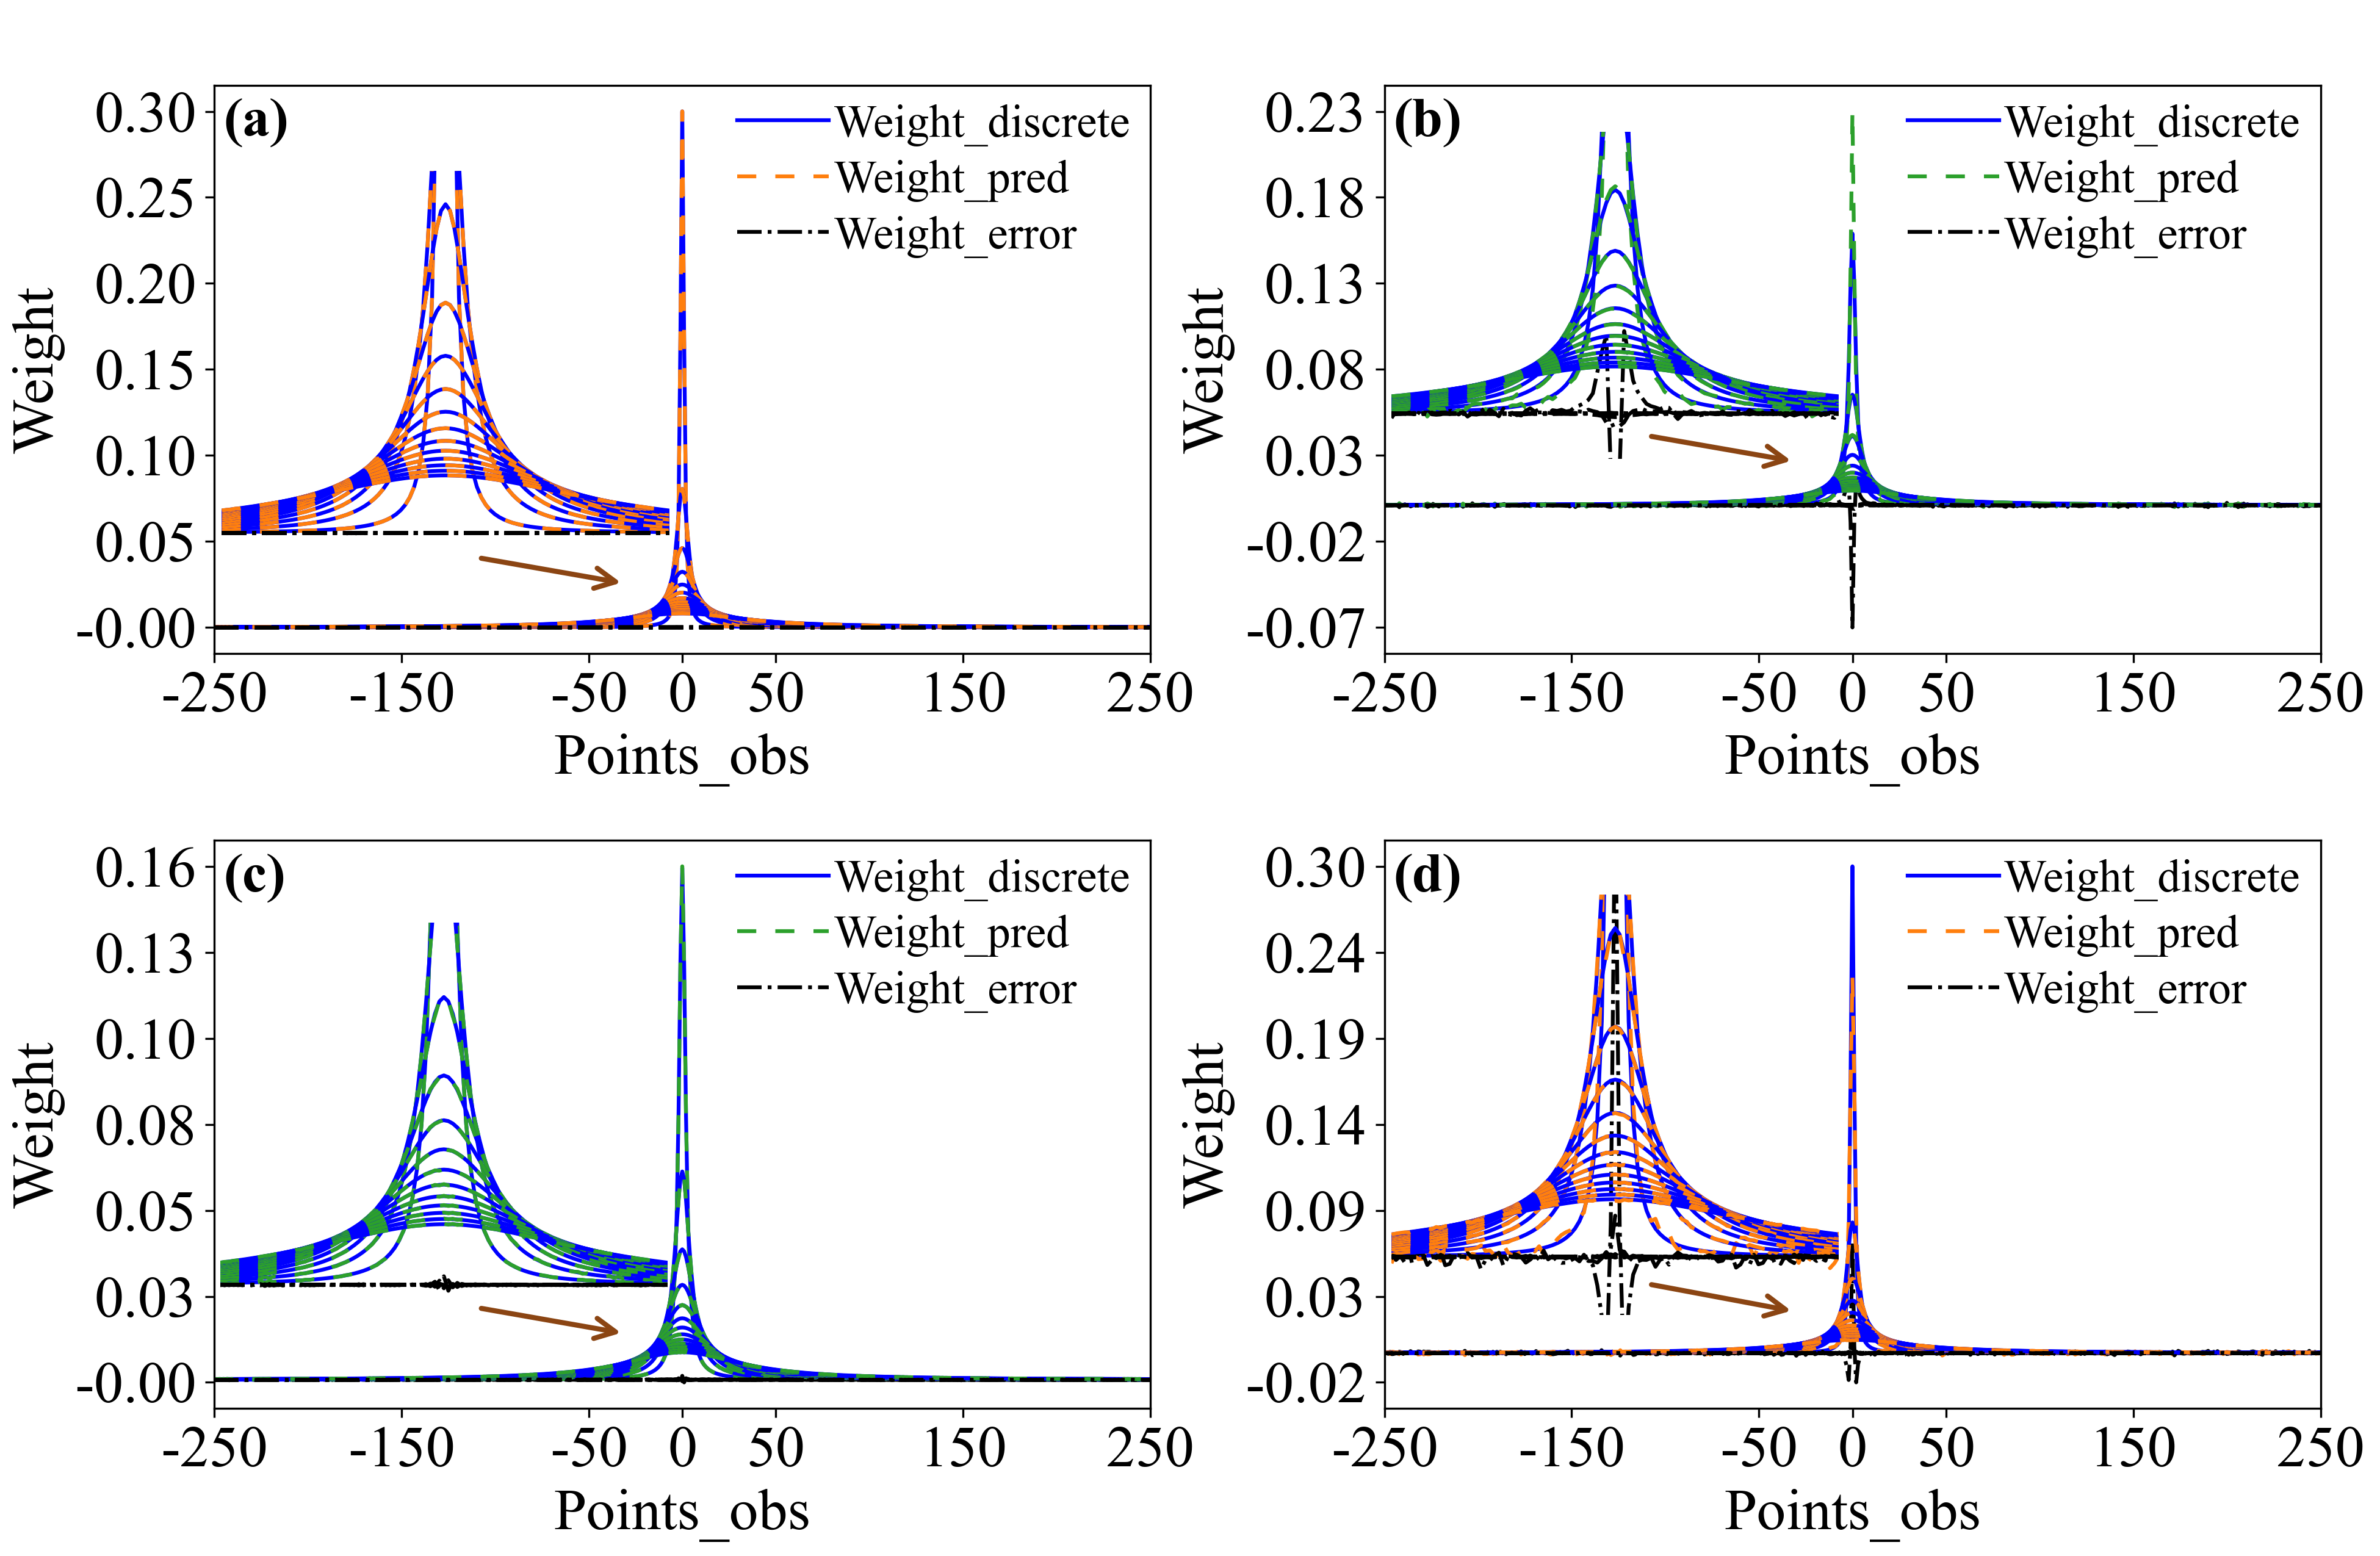 (a)
Weight_discrete
Weight_pred
Weight_error
0.30
0.25
0.20
0.15
0.10
0.05
-0.00
Weight
-250 -150 -50 0 50 150 250
Points_obs
(b)
Weight_discrete
Weight_pred
Weight_error
0.23
0.18
0.13
0.08
0.03
-0.02
-0.07
Weight
-250 -150 -50 0 50 150 250
Points_obs
(c)
Weight_discrete
Weight_pred
Weight_error
0.16
0.13
0.10
0.08
0.05
0.03
-0.00
Weight
-250 -150 -50 0 50 150 250
Points_obs
(d)
Weight_discrete
Weight_pred
Weight_error
0.30
0.24
0.19
0.14
0.09
0.03
-0.02
Weight
-250 -150 -50 0 50 150 250
Points_obs